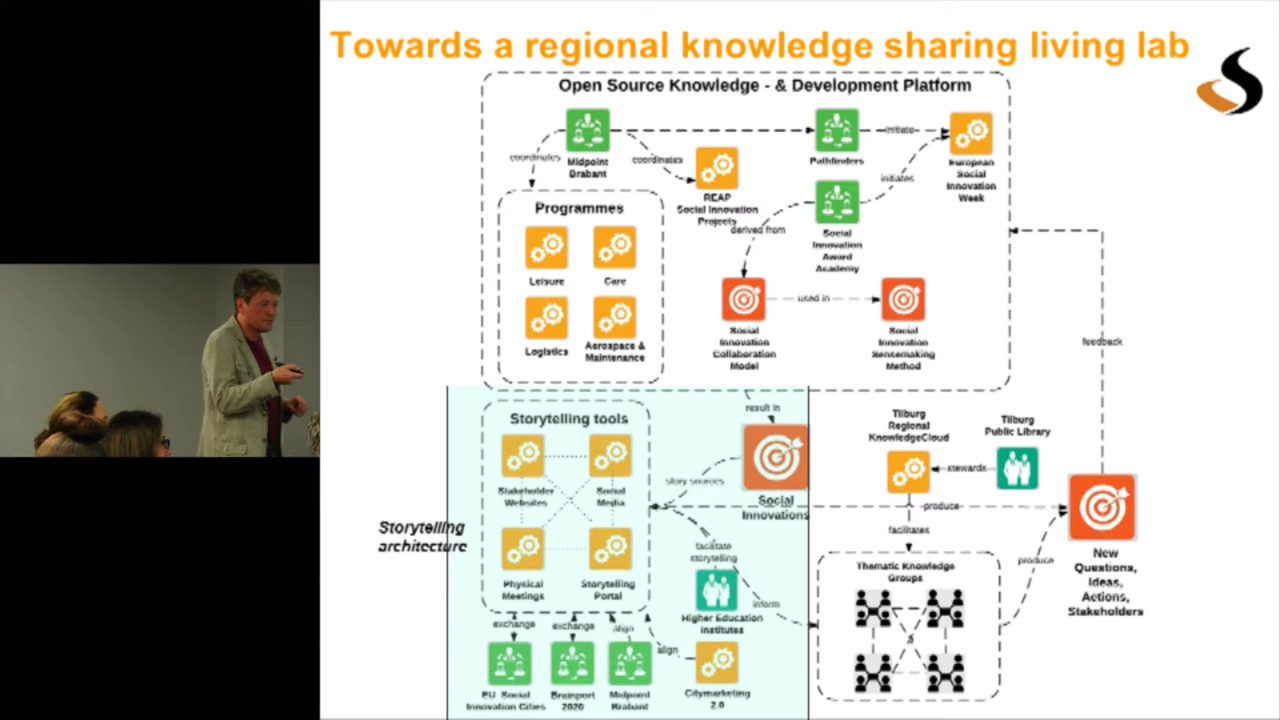 Towards a regional knowledge sharing living lab
Open Source Knowledge - & Development Platform
coordinates
Midpoint
Brabant
coordinates
REAP
Social Innovation
Projects
Pathfinders
initiate
European
Social
Innovation
Week
initiates
Programmes
Leisure
Care
Logistics
Aerospace &
Maintenance
derived from
Social
Innovation
Award
Academy
Social
Innovation
Collaboration
Model
used in
Social
Innovation
Sensemaking
Method
feedback
Storytelling
architecture
Storytelling tools
Stakeholder
Websites
Social
Media
Physical
Meetings
Storytelling
Portal
result in
story sources
Social
Innovations
facilitate
storytelling
Higher Education
Institutes
inform
exchange
exchange
align
align
EU Social
Innovation Cities
Brainport
2020
Midpoint
Brabant
Citymarketing
2.0
Tilburg
Regional
KnowledgeCloud
Tilburg
Public Library
stewards
produce
facilitates
Thematic Knowledge
Groups
produce
New
Questions,
Ideas,
Actions,
Stakeholders